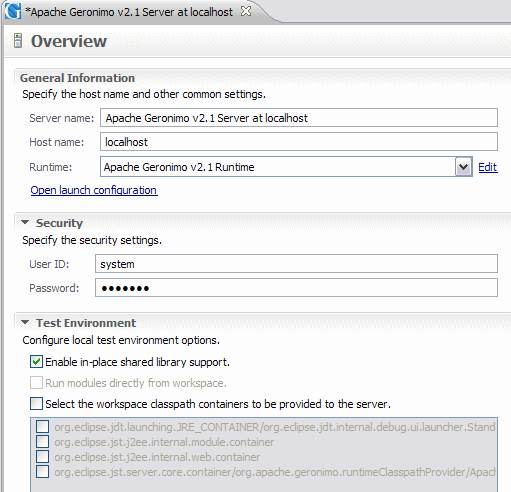 *Apache Geronimo v2.1 Server at localhost
Overview
General Information
Specify the host name and other common settings.
Server name: Apache Geronimo v2.1 Server at localhost
Host name: localhost
Runtime: Apache Geronimo v2.1 Runtime Edit
Open launch configuration
Security
Specify the security settings.
User ID: system
Password: ●●●●●●●
Test Environment
Configure local test environment options.
Enable in-place shared library support.
Run modules directly from workspace.
Select the workspace classpath containers to be provided to the server.
org.eclipse.jdt.launching.JRE_CONTAINER/org.eclipse.jdt.internal.debug.ui.launcher.Stand
org.eclipse.jst.j2ee.internal.module.container
org.eclipse.jst.j2ee.internal.web.container
org.eclipse.jst.server.core.container/org.apache.geronimo.runtimeClasspathProvider/Apac